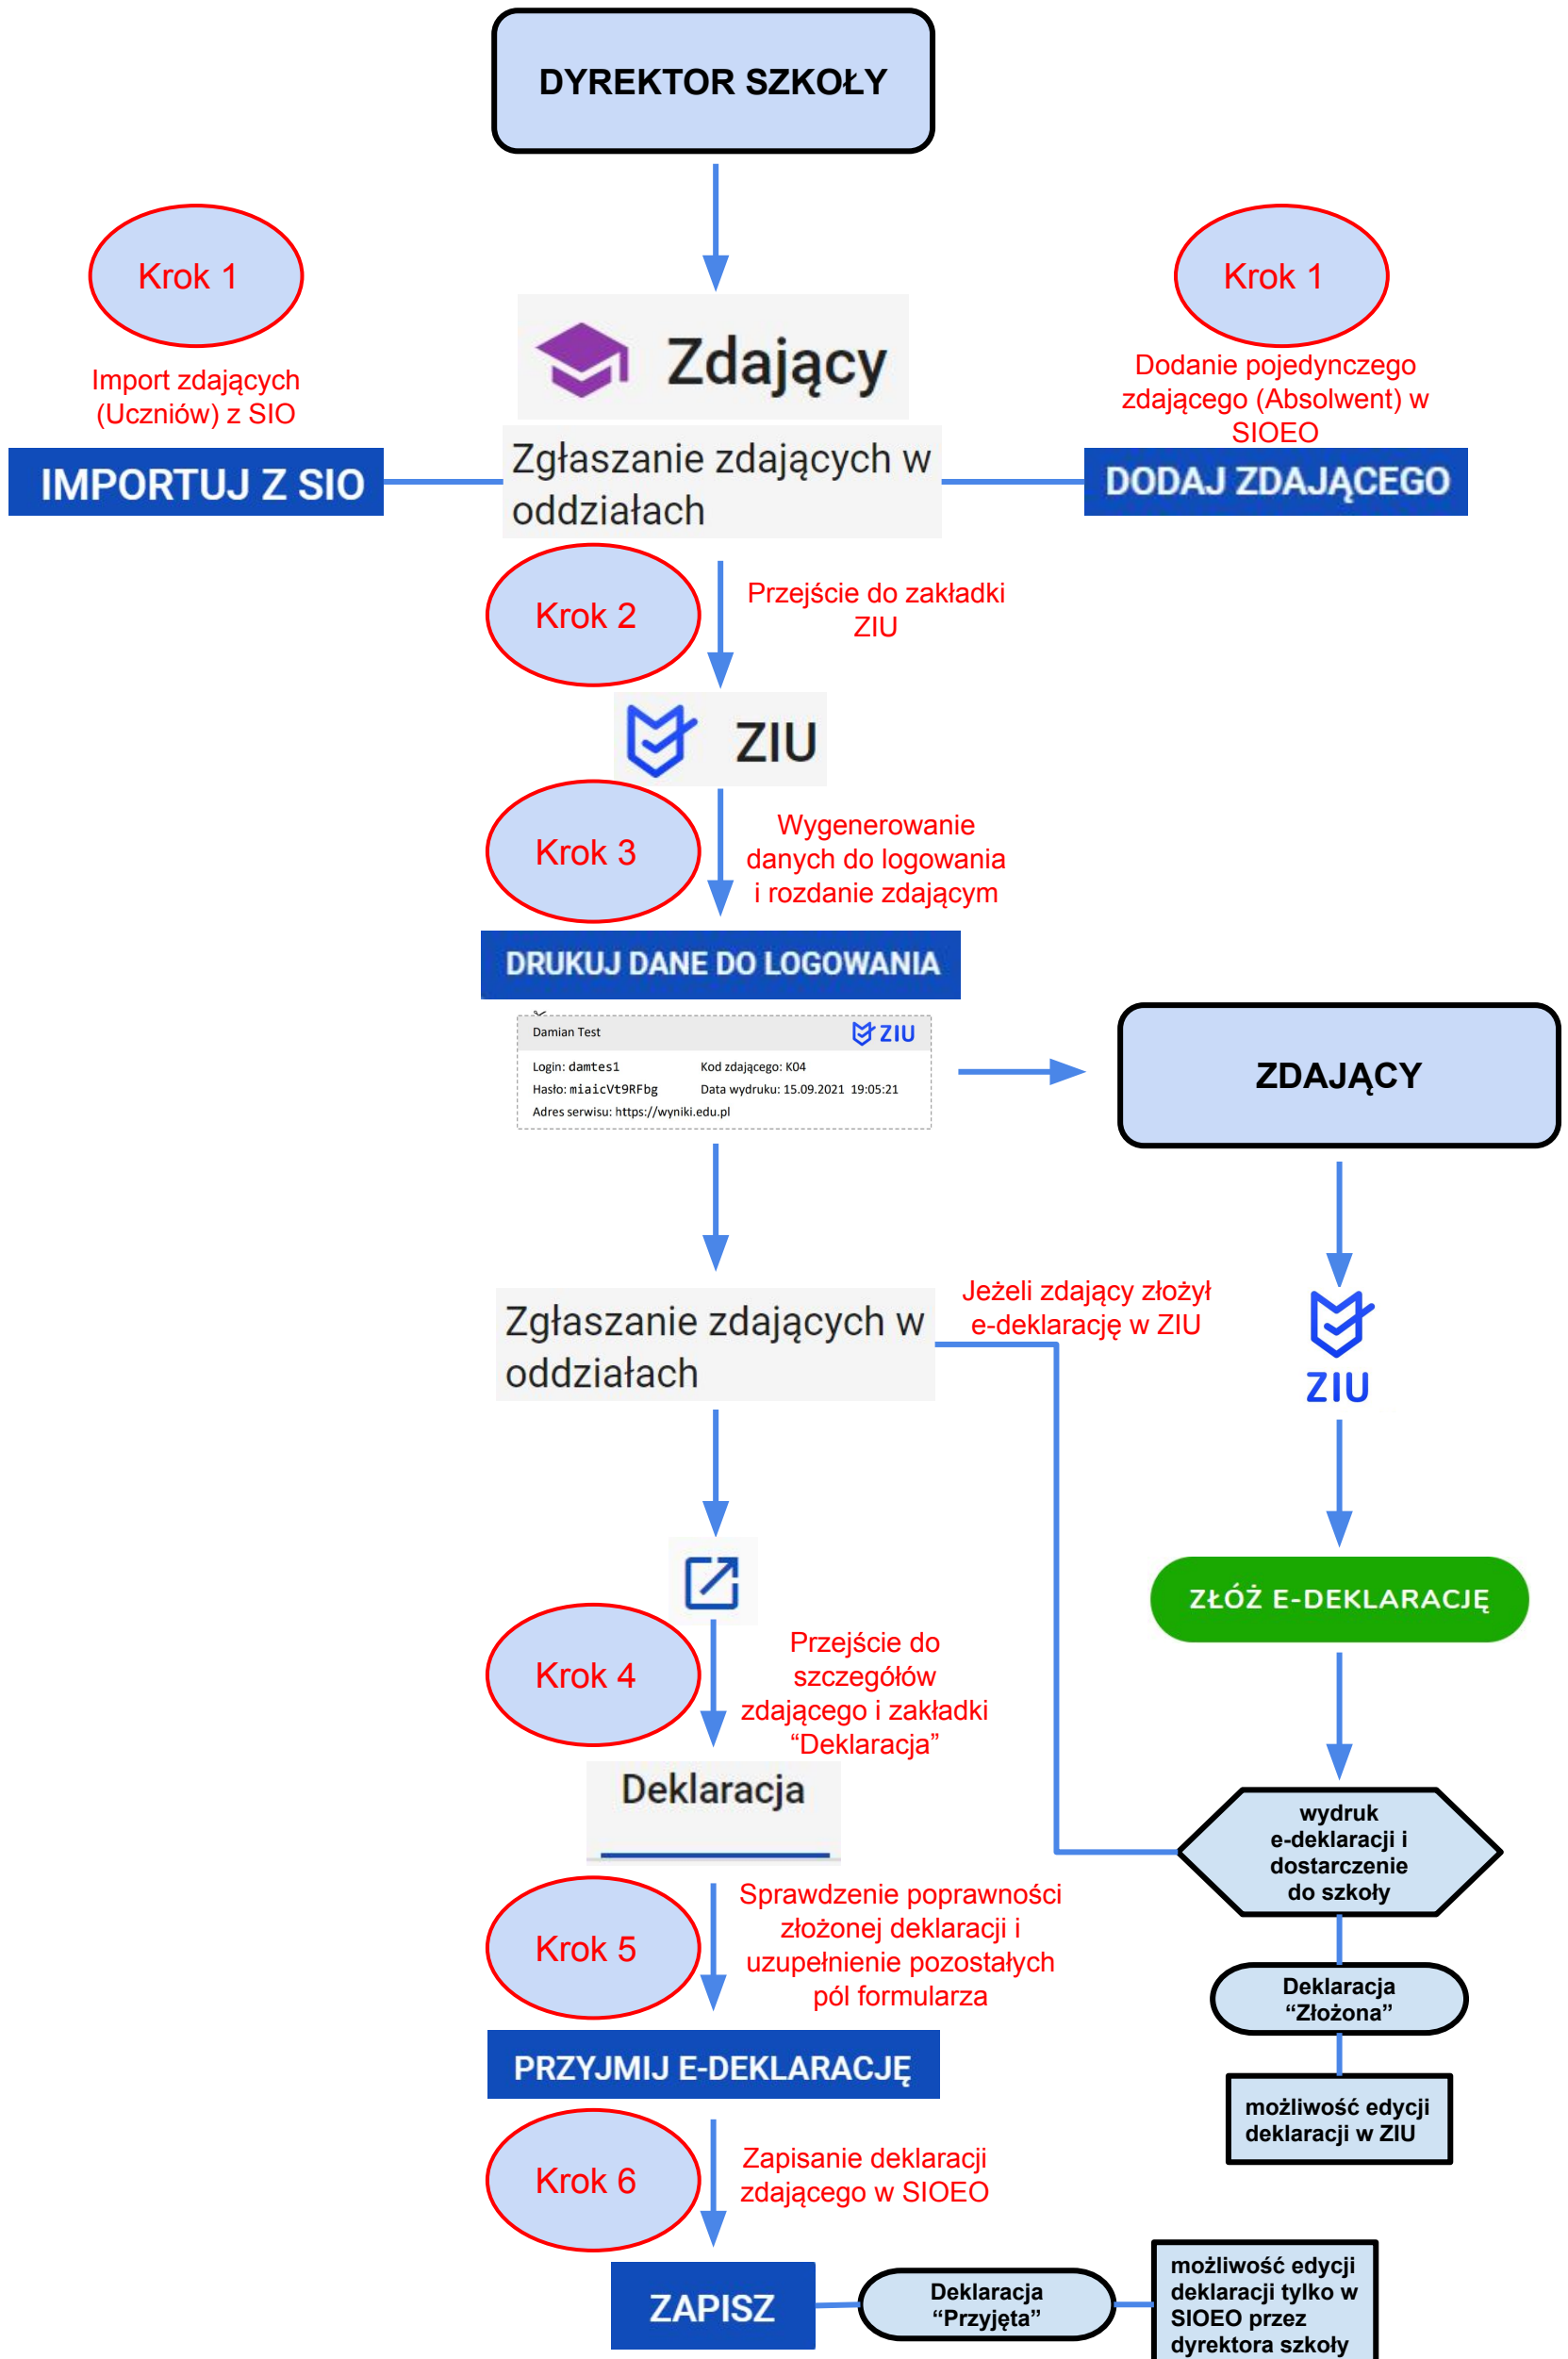 DYREKTOR SZKOŁY
Krok 1
Import zdających
(Uczniów) z SIO
IMPORTUJ Z SIO
Zdający
Zgłaszanie zdających w
oddziałach
Krok 1
Dodanie pojedynczego
zdającego (Absolwent) w
SIOEO
DODAJ ZDAJĄCEGO
Krok 2
Przejście do zakładki
ZIU
ZIU
Krok 3
Wygenerowanie
danych do logowania
i rozdanie zdającym
DRUKUJ DANE DO LOGOWANIA
Damian Test
ZIU
Login: damtes1
Kod zdającego: K04
Hasło: miaicVt9RFbg
Data wydruku: 15.09.2021 19:05:21
Adres serwisu: https://wyniki.edu.pl
ZDAJĄCY
Zgłaszanie zdających w
oddziałach
Jeżeli zdający złożył
e-deklarację w ZIU
ZIU
ZŁÓŻ E-DEKLARACJĘ
Krok 4
Przejście do
szczegółów
zdającego i zakładki
“Deklaracja”
Deklaracja
wydruk
e-deklaracji i
dostarczenie
do szkoły
Krok 5
Sprawdzenie poprawności
złożonej deklaracji i
uzupełnienie pozostałych
pól formularza
Deklaracja
“Złożona”
PRZYJMIJ E-DEKLARACJĘ
możliwość edycji
deklaracji w ZIU
Krok 6
Zapisanie deklaracji
zdającego w SIOEO
ZAPISZ
Deklaracja
“Przyjęta”
możliwość edycji
deklaracji tylko w
SIOEO przez
dyrektora szkoły